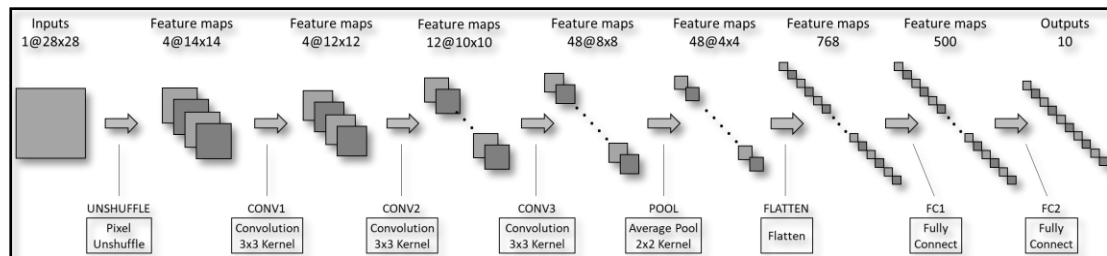 Inputs
1@28x28
Feature maps
4@14x14
Feature maps
4@12x12
Feature maps
12@10x10
Feature maps
48@8x8
Feature maps
48@4x4
Feature maps
768
Feature maps
500
Outputs
10
UNSHUFFLE
Pixel
Unshuffle
CONV1
Convolution
3x3 Kernel
CONV2
Convolution
3x3 Kernel
CONV3
Convolution
3x3 Kernel
POOL
Average Pool
2x2 Kernel
FLATTEN
Flatten
FC1
Fully
Connect
FC2
Fully
Connect